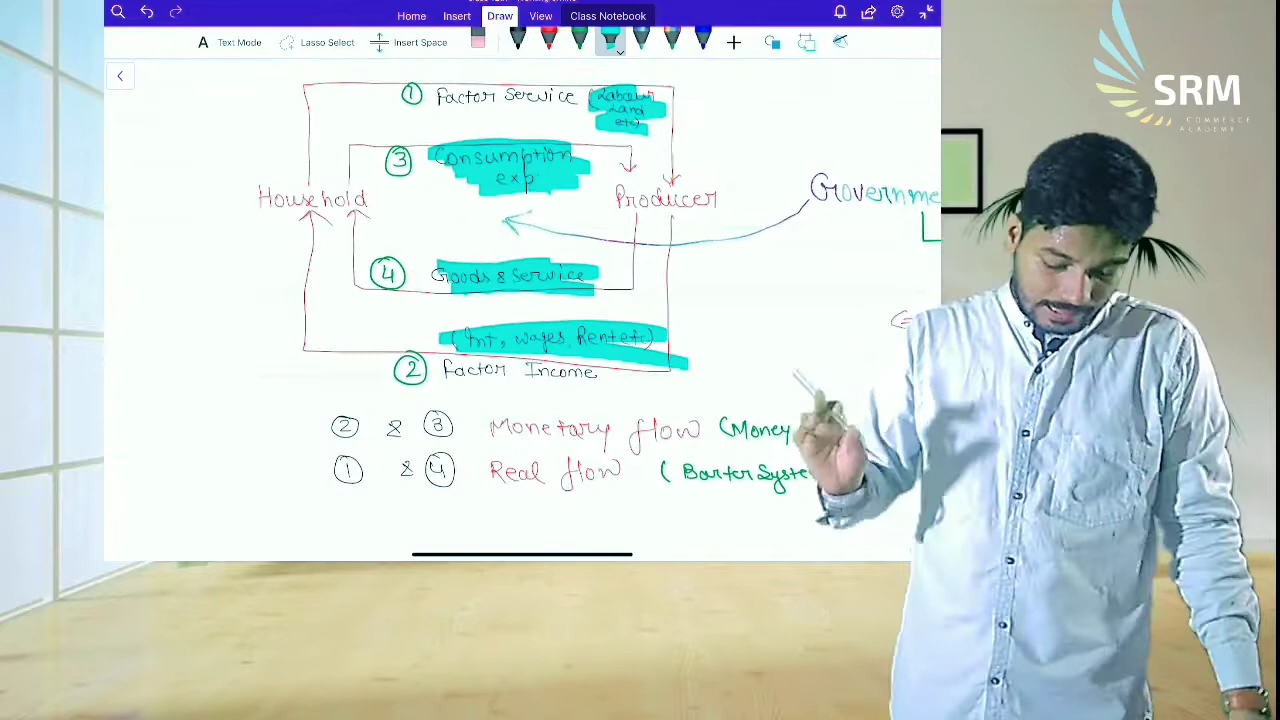 Home Insert Draw View Class Notebook
Text Mode Lasso Select Insert Space
SRM
COMMERCE
ACADEMY
① Factor Service (Labour
Land
etc)
③ Consumption
exp
Household Producer Governme
④ Goods & Service
(Int, wages, Rent etc)
② Factor Income
② & ③ Monetary flow (Money
① & ④ Real flow (Barter Syste